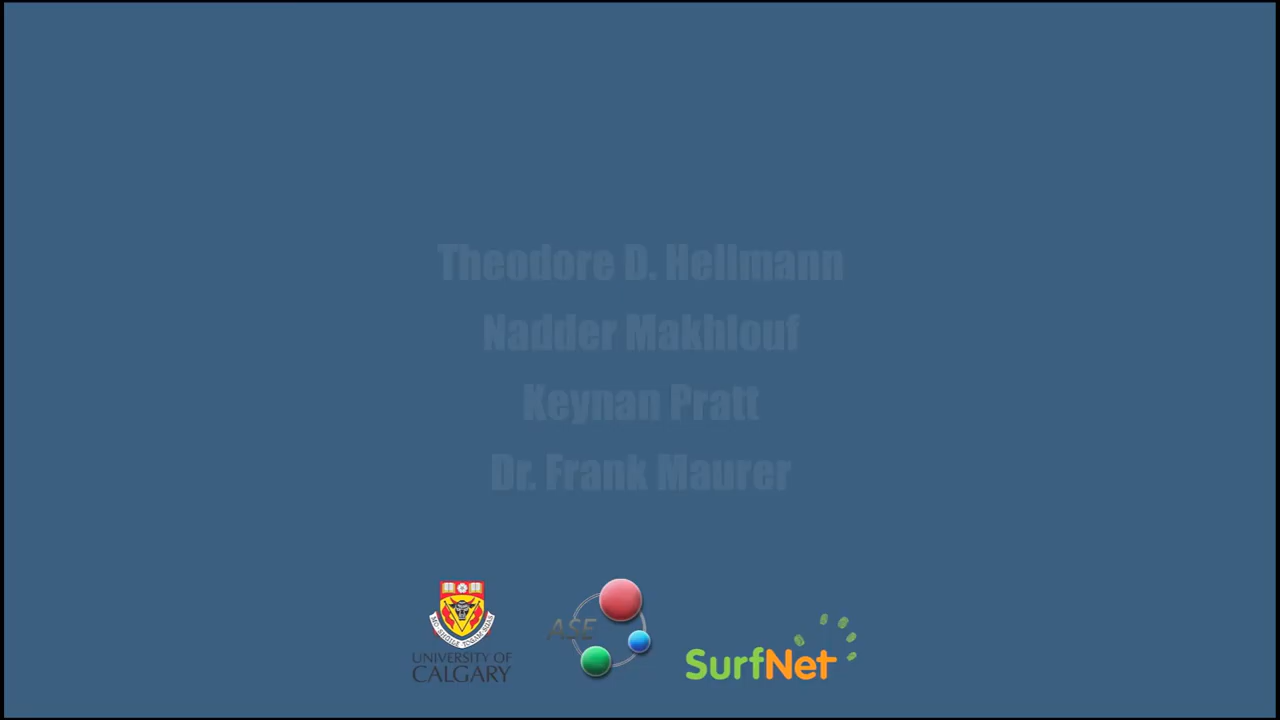 Theodore D. Hellmann
Nadder Makhlouf
Keynan Pratt
Dr. Frank Maurer
ASE
UNIVERSITY OF
CALGARY
SurfNet